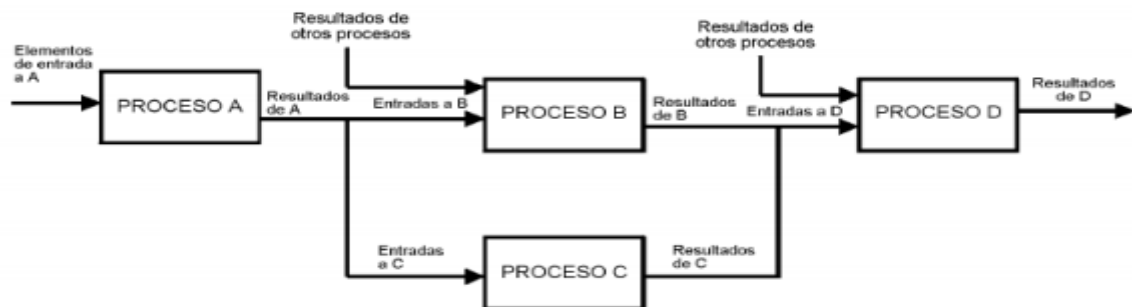 Resultados de
otros procesos
Resultados de
otros procesos
Elementos
de entrada
a A
PROCESO A
Resultados
de A
Entradas a B
PROCESO B
Resultados
de B
Entradas a D
PROCESO D
Resultados
de D
Entradas
a C
PROCESO C
Resultados
de C